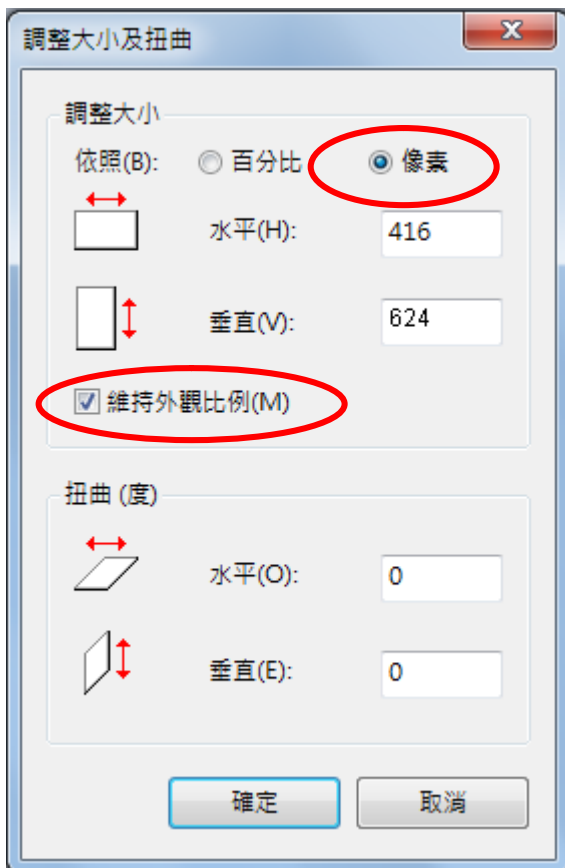 調整大小及扭曲
調整大小
依照(B): 百分比 像素
水平(H): 416
垂直(V): 624
維持外觀比例(M)
扭曲 (度)
水平(O): 0
垂直(E): 0
確定 取消